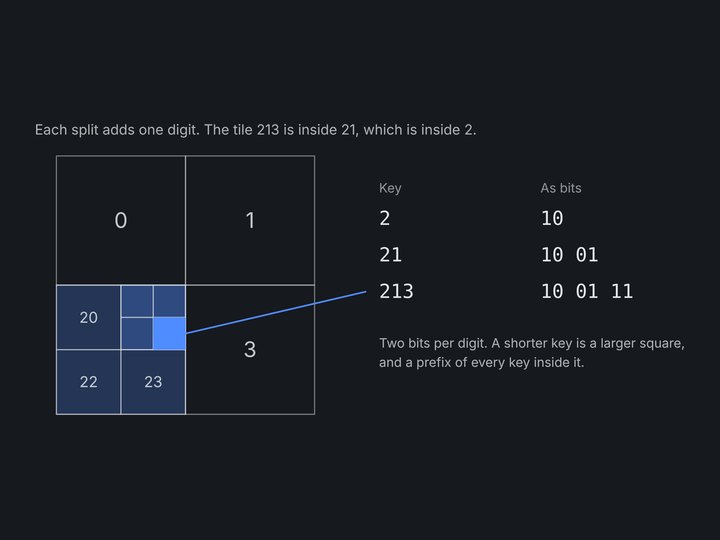 Each split adds one digit. The tile 213 is inside 21, which is inside 2.
0
1
20
22
23
3
Key
As bits
2
10
21
10 01
213
10 01 11
Two bits per digit. A shorter key is a larger square,
and a prefix of every key inside it.